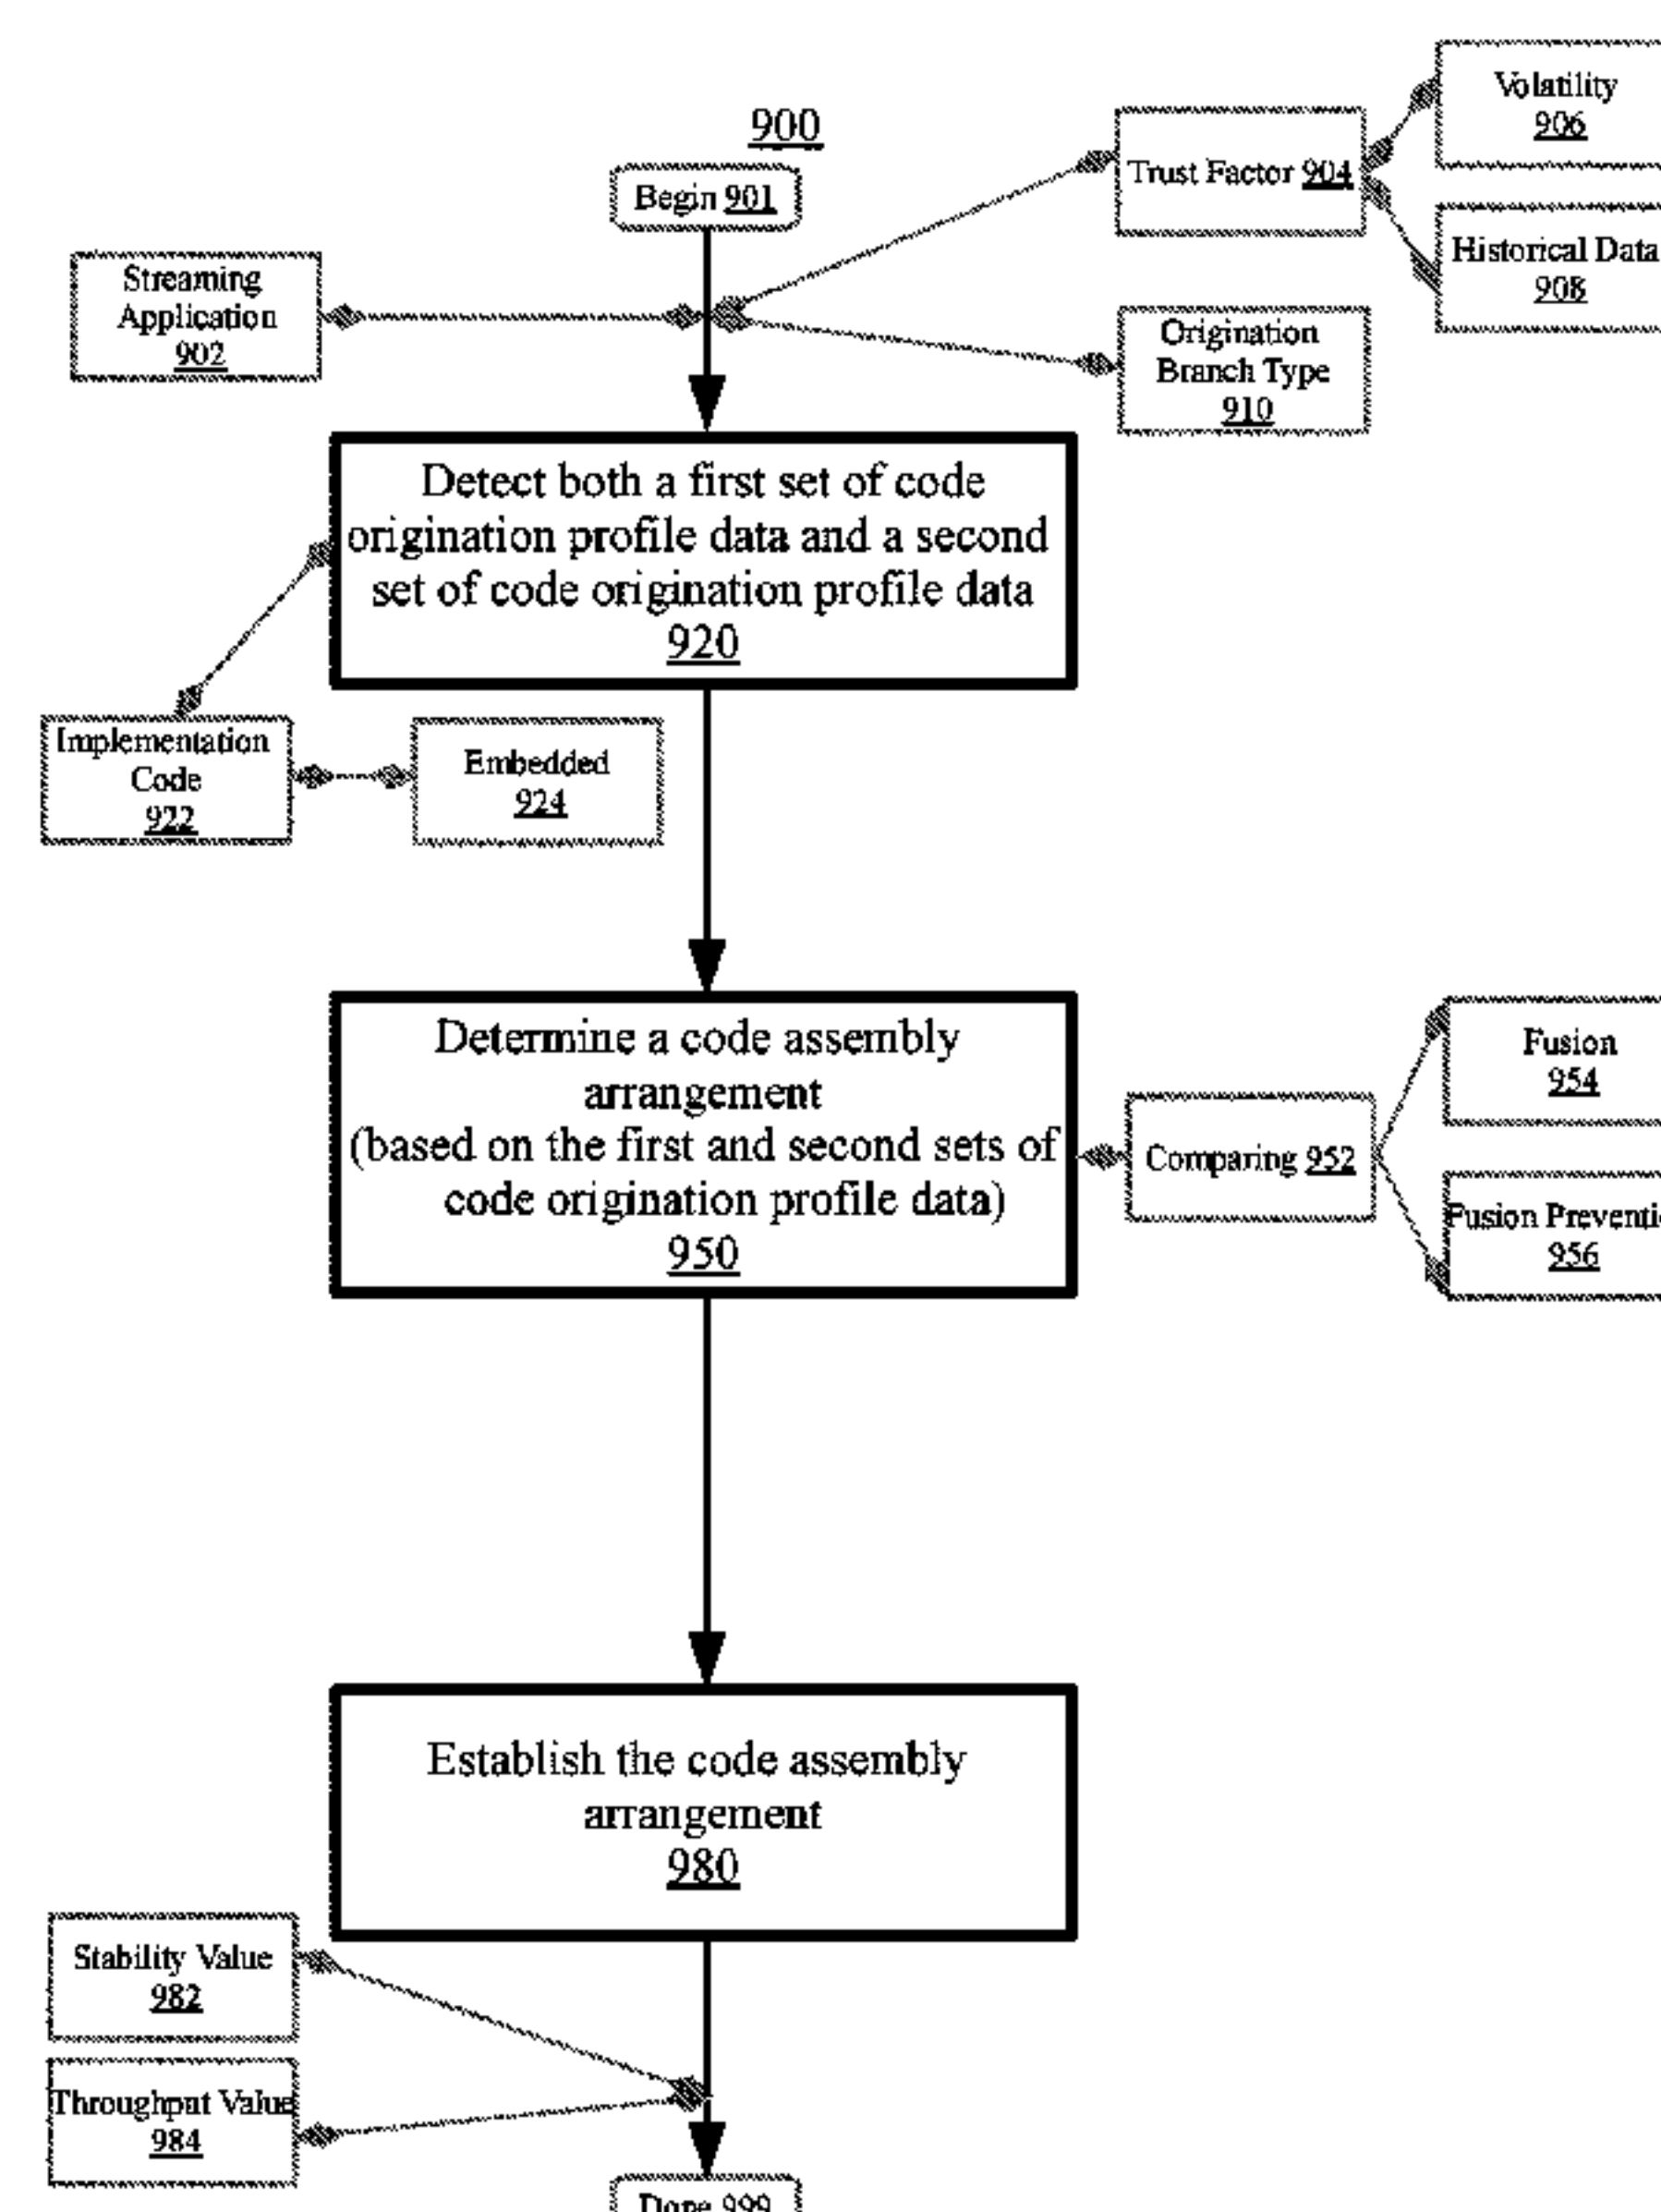 900
Begin 901
Volatility
906
Trust Factor 904
Historical Data
908
Streaming
Application
902
Origination
Branch Type
910
Detect both a first set of code
origination profile data and a second
set of code origination profile data
920
Implementation
Code
922
Embedded
924
Determine a code assembly
arrangement
(based on the first and second sets of
code origination profile data)
950
Comparing 952
Fusion
954
Fusion Preventi
956
Establish the code assembly
arrangement
980
Stability Value
982
Throughput Value
984
Done 999